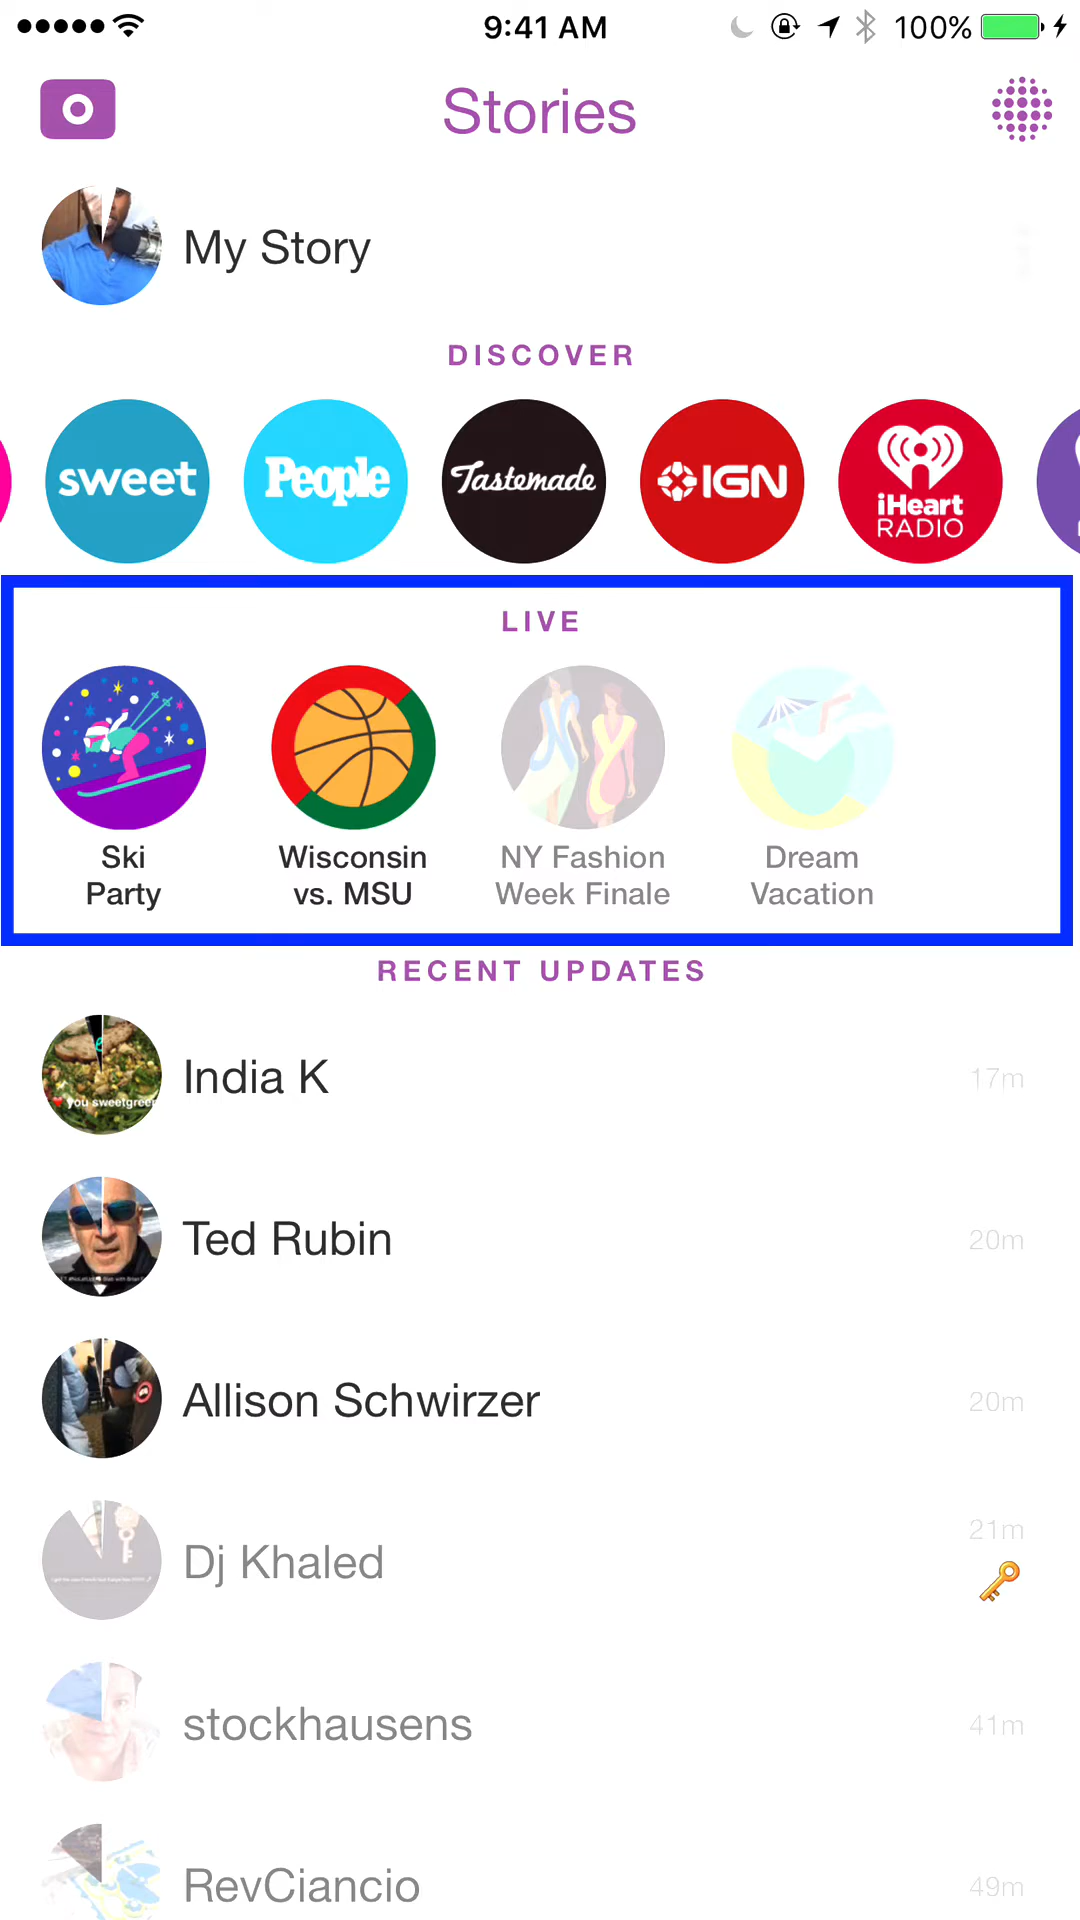 9:41 AM 100%
Stories
My Story
DISCOVER
sweet People Tastemade IGN iHeart RADIO
LIVE
Ski Party
Wisconsin vs. MSU
NY Fashion Week Finale
Dream Vacation
RECENT UPDATES
India K 17m
you sweetgreen
Ted Rubin 20m
Allison Schwirzer 20m
Dj Khaled 21m
stockhausens 41m
RevCiancio 49m